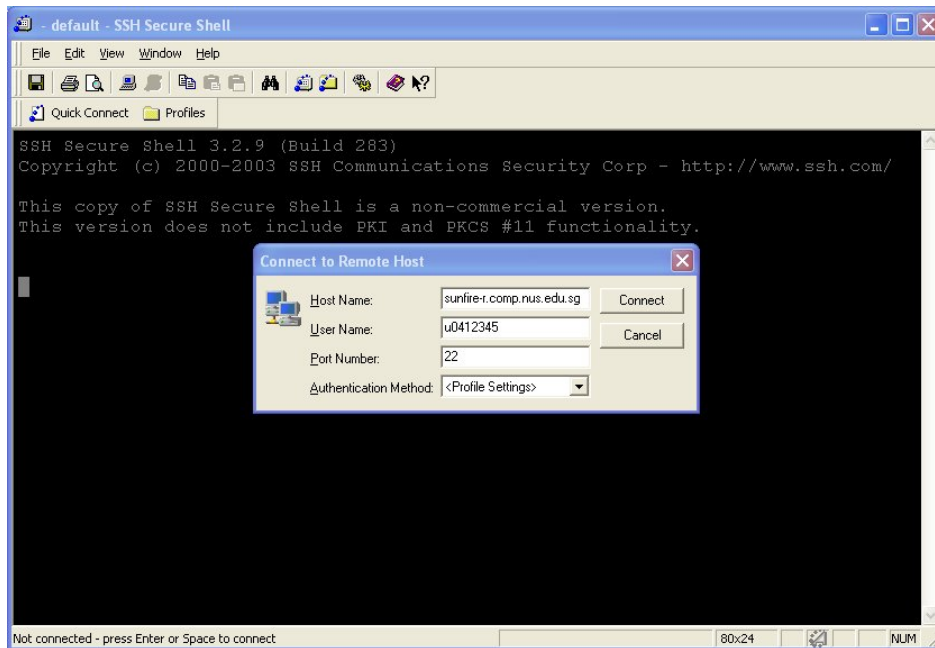 - default - SSH Secure Shell
File Edit View Window Help
Quick Connect Profiles
SSH Secure Shell 3.2.9 (Build 283)
Copyright (c) 2000-2003 SSH Communications Security Corp - http://www.ssh.com/
This copy of SSH Secure Shell is a non-commercial version.
This version does not include PKI and PKCS #11 functionality.
Connect to Remote Host
Host Name: sunfire-r.comp.nus.edu.sg Connect
User Name: u0412345 Cancel
Port Number: 22
Authentication Method: <Profile Settings>
Not connected - press Enter or Space to connect 80x24 NUM